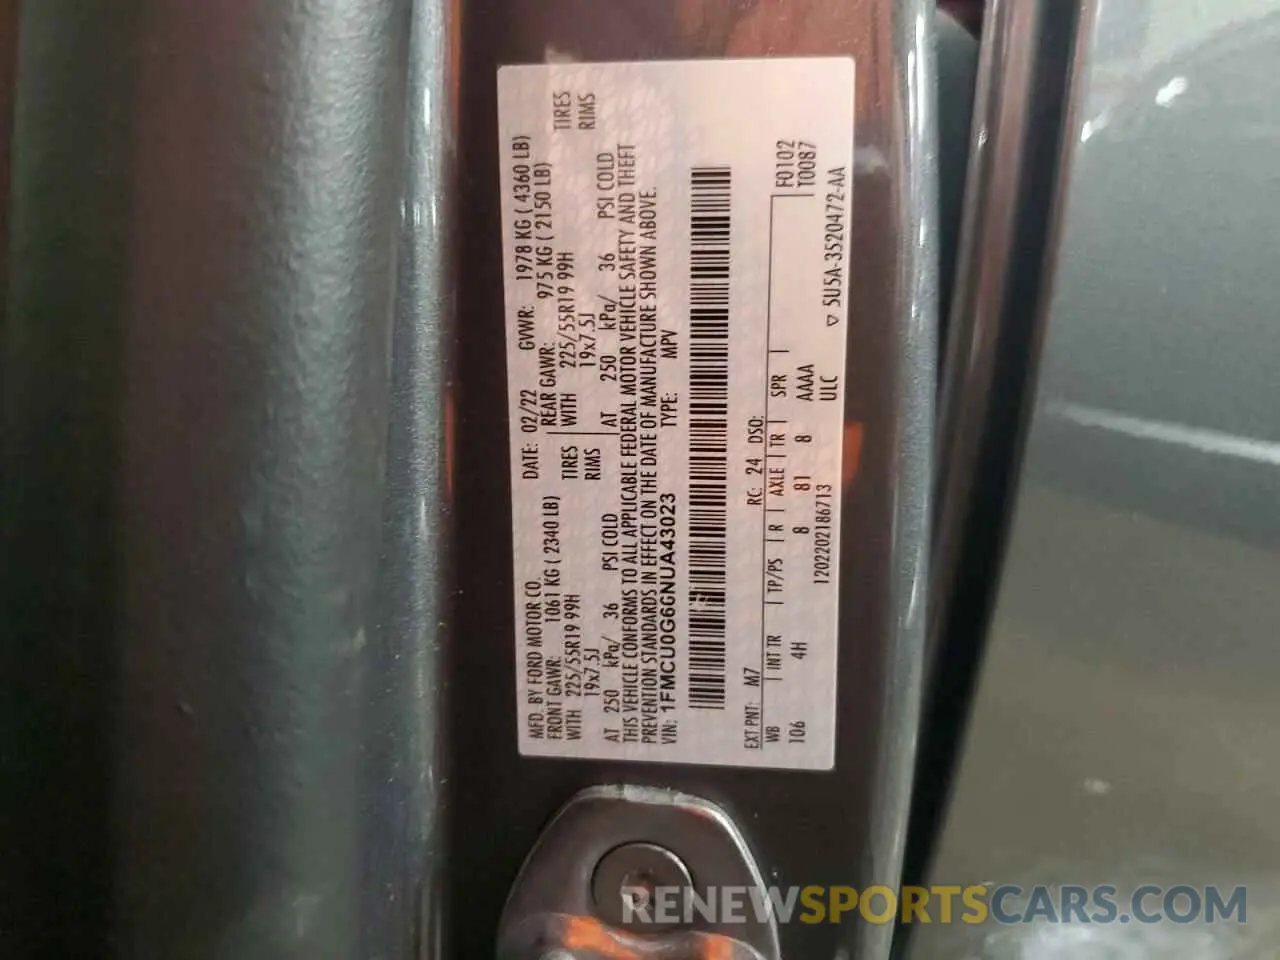 MFD. BY FORD MOTOR CO.
DATE: 02/22 GVWR: 1978 KG ( 4360 LB)
FRONT GAWR: 1061 KG ( 2340 LB)
REAR GAWR: 975 KG ( 2150 LB)
WITH 225/55R19 99H TIRES
WITH 225/55R19 99H TIRES
19x7.5J RIMS
19x7.5J RIMS
AT 250 kPa/ 36 PSI COLD
AT 250 kPa/ 36 PSI COLD
THIS VEHICLE CONFORMS TO ALL APPLICABLE FEDERAL MOTOR VEHICLE SAFETY AND THEFT
PREVENTION STANDARDS IN EFFECT ON THE DATE OF MANUFACTURE SHOWN ABOVE.
VIN: 1FMCU0G66NUA43023 TYPE: MPV
EXT PNT: M7 RC: 24 DSO:
WB INT TR TP/PS R AXLE TR SPR F0102
106 4H 8 81 8 AAAA T0087
1202202186713 ULC
▽ 5U5A-3520472-AA
RENEWSPORTSCARS.COM